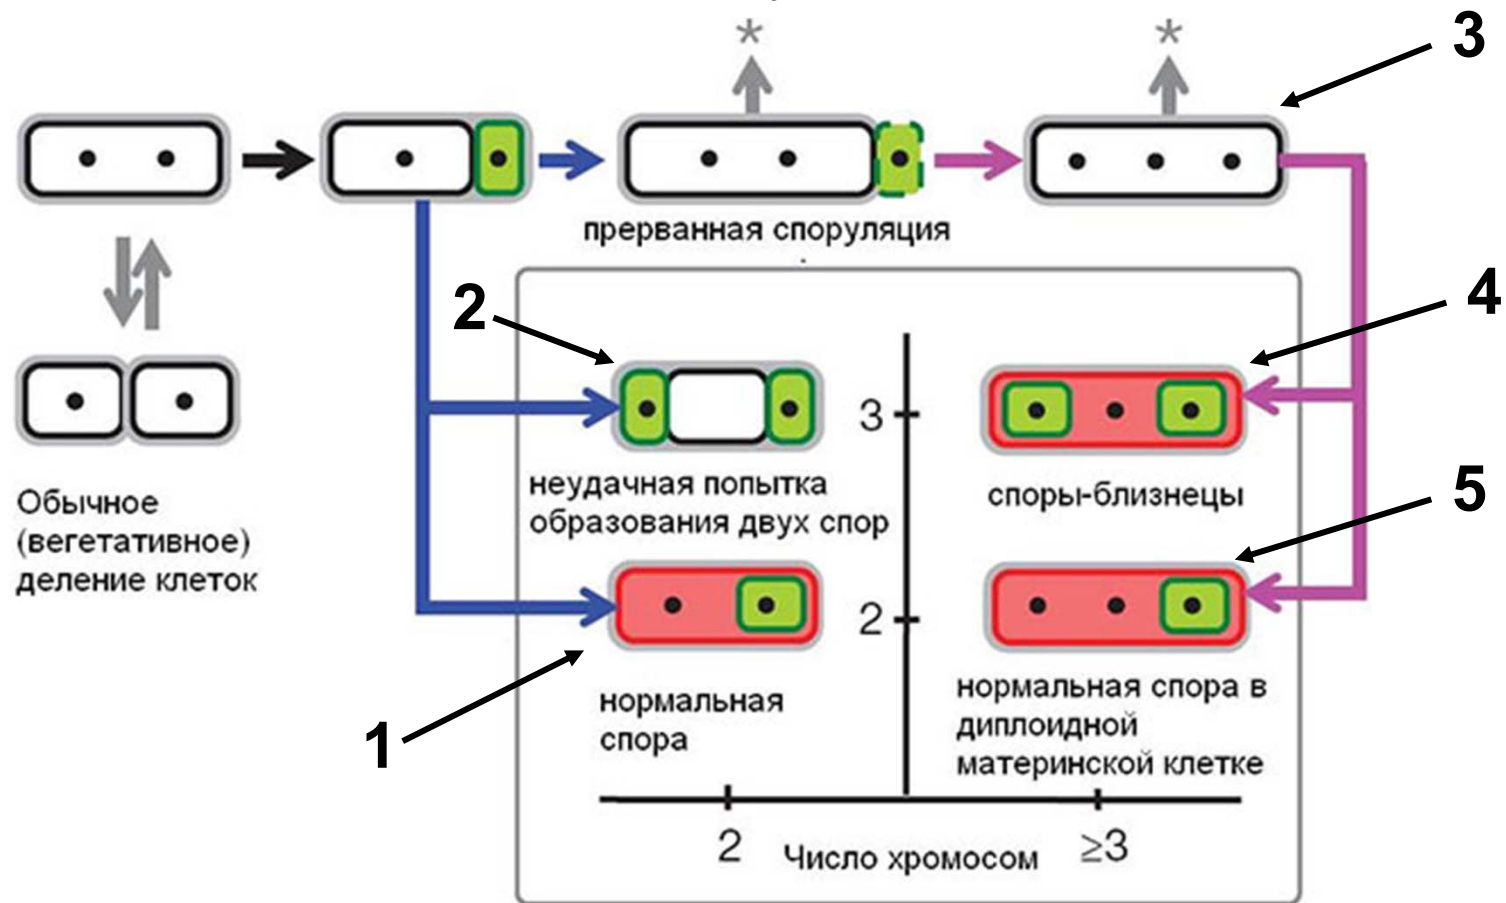 *
*
3
прерванная споруляция
2
4
3
неудачная попытка
образования двух спор
споры-близнецы
5
Обычное
(вегетативное)
деление клеток
2
1
нормальная
спора
нормальная спора в
диплоидной
материнской клетке
2
Число хромосом
≥3